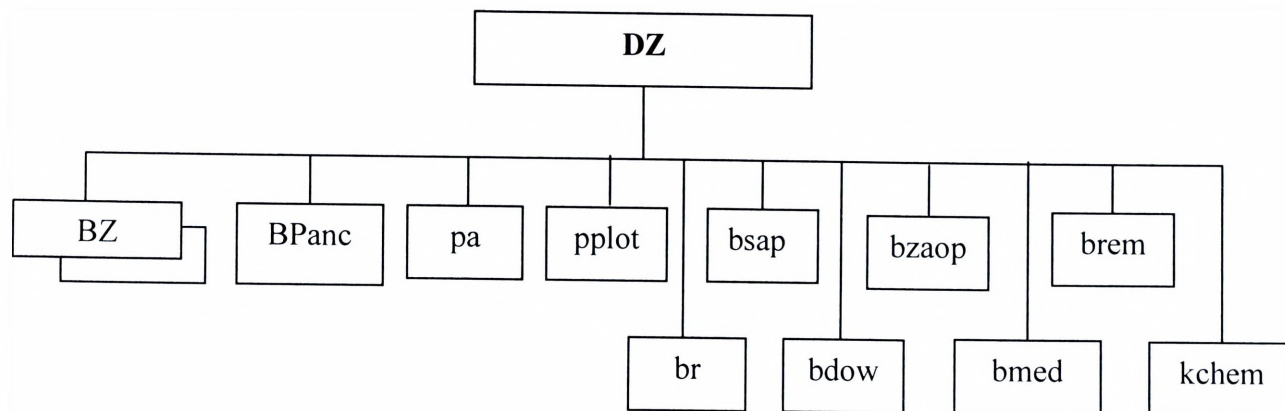 DZ
BZ
BPanc
pa
pplot
bsap
bzaop
brem
br
bdow
bmed
kchem